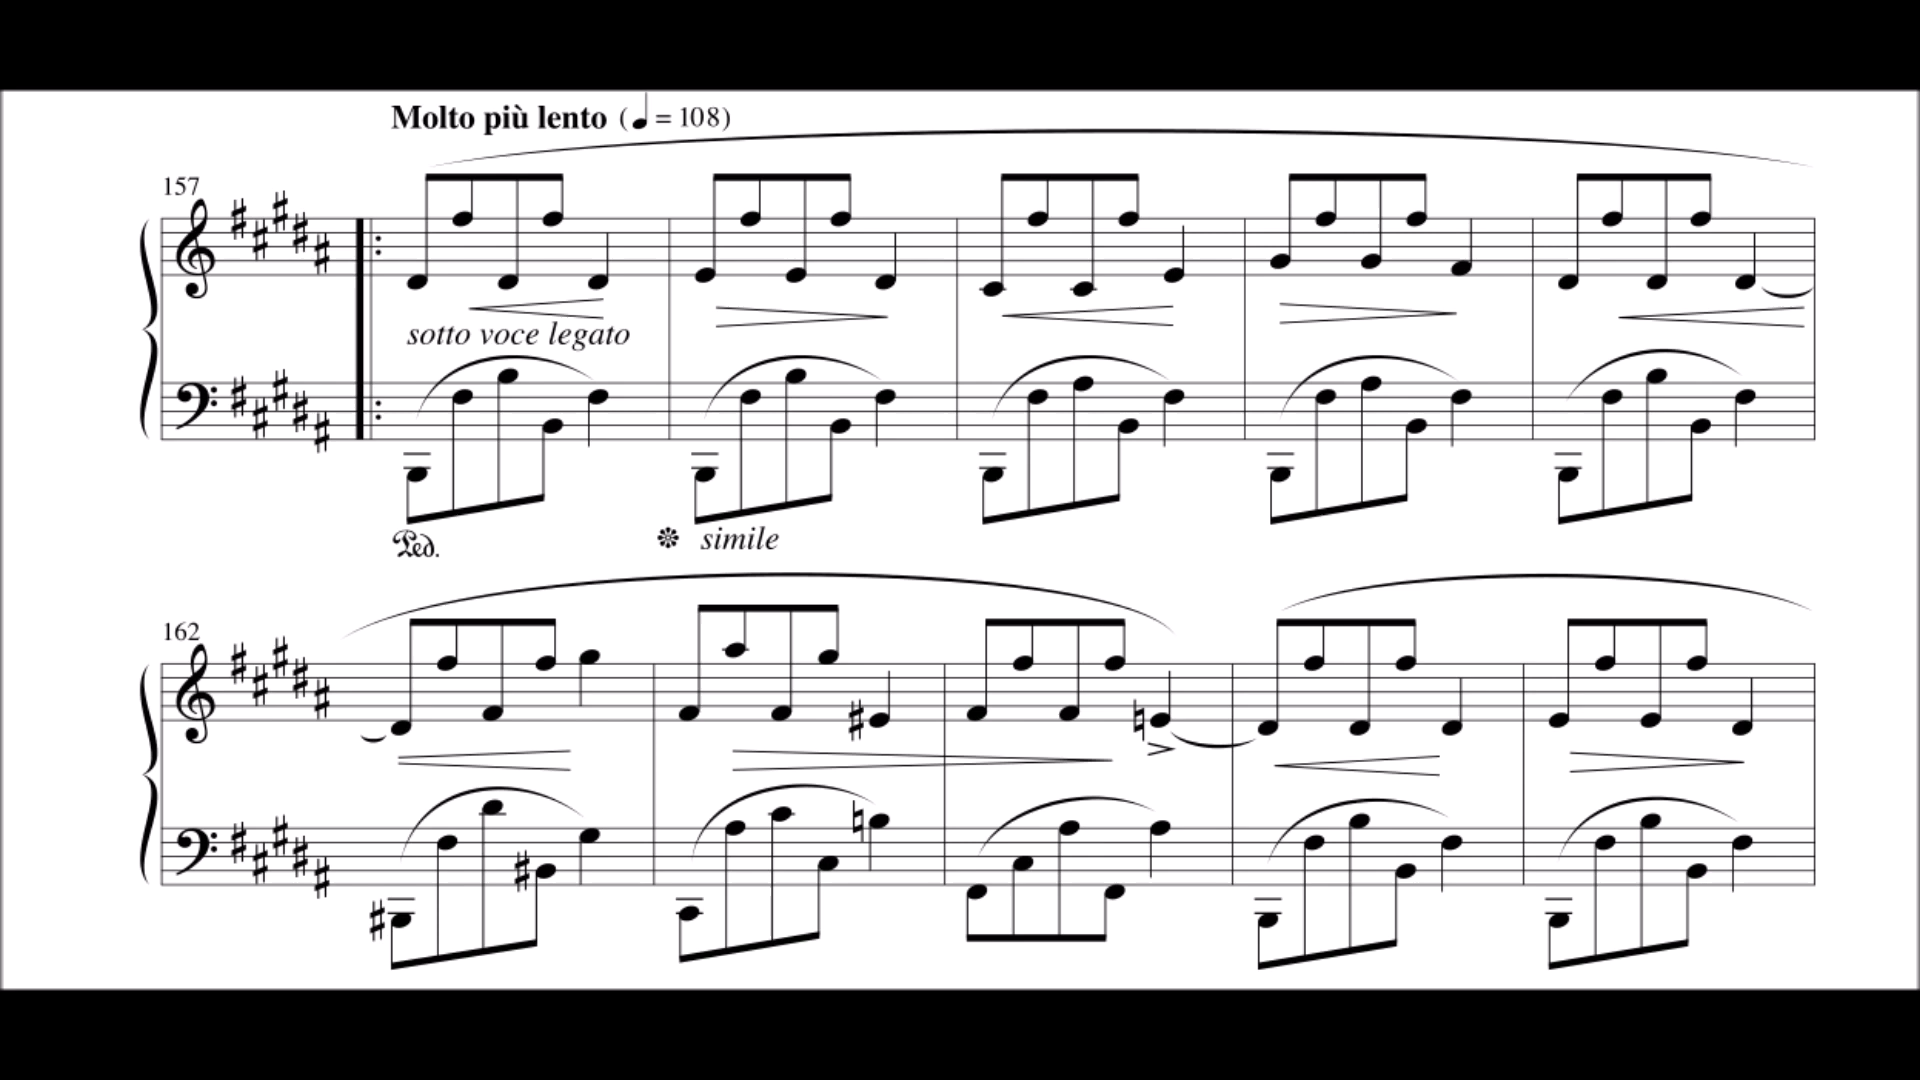 Molto più lento (♩ = 108)
157
sotto voce legato
Ped. simile
162